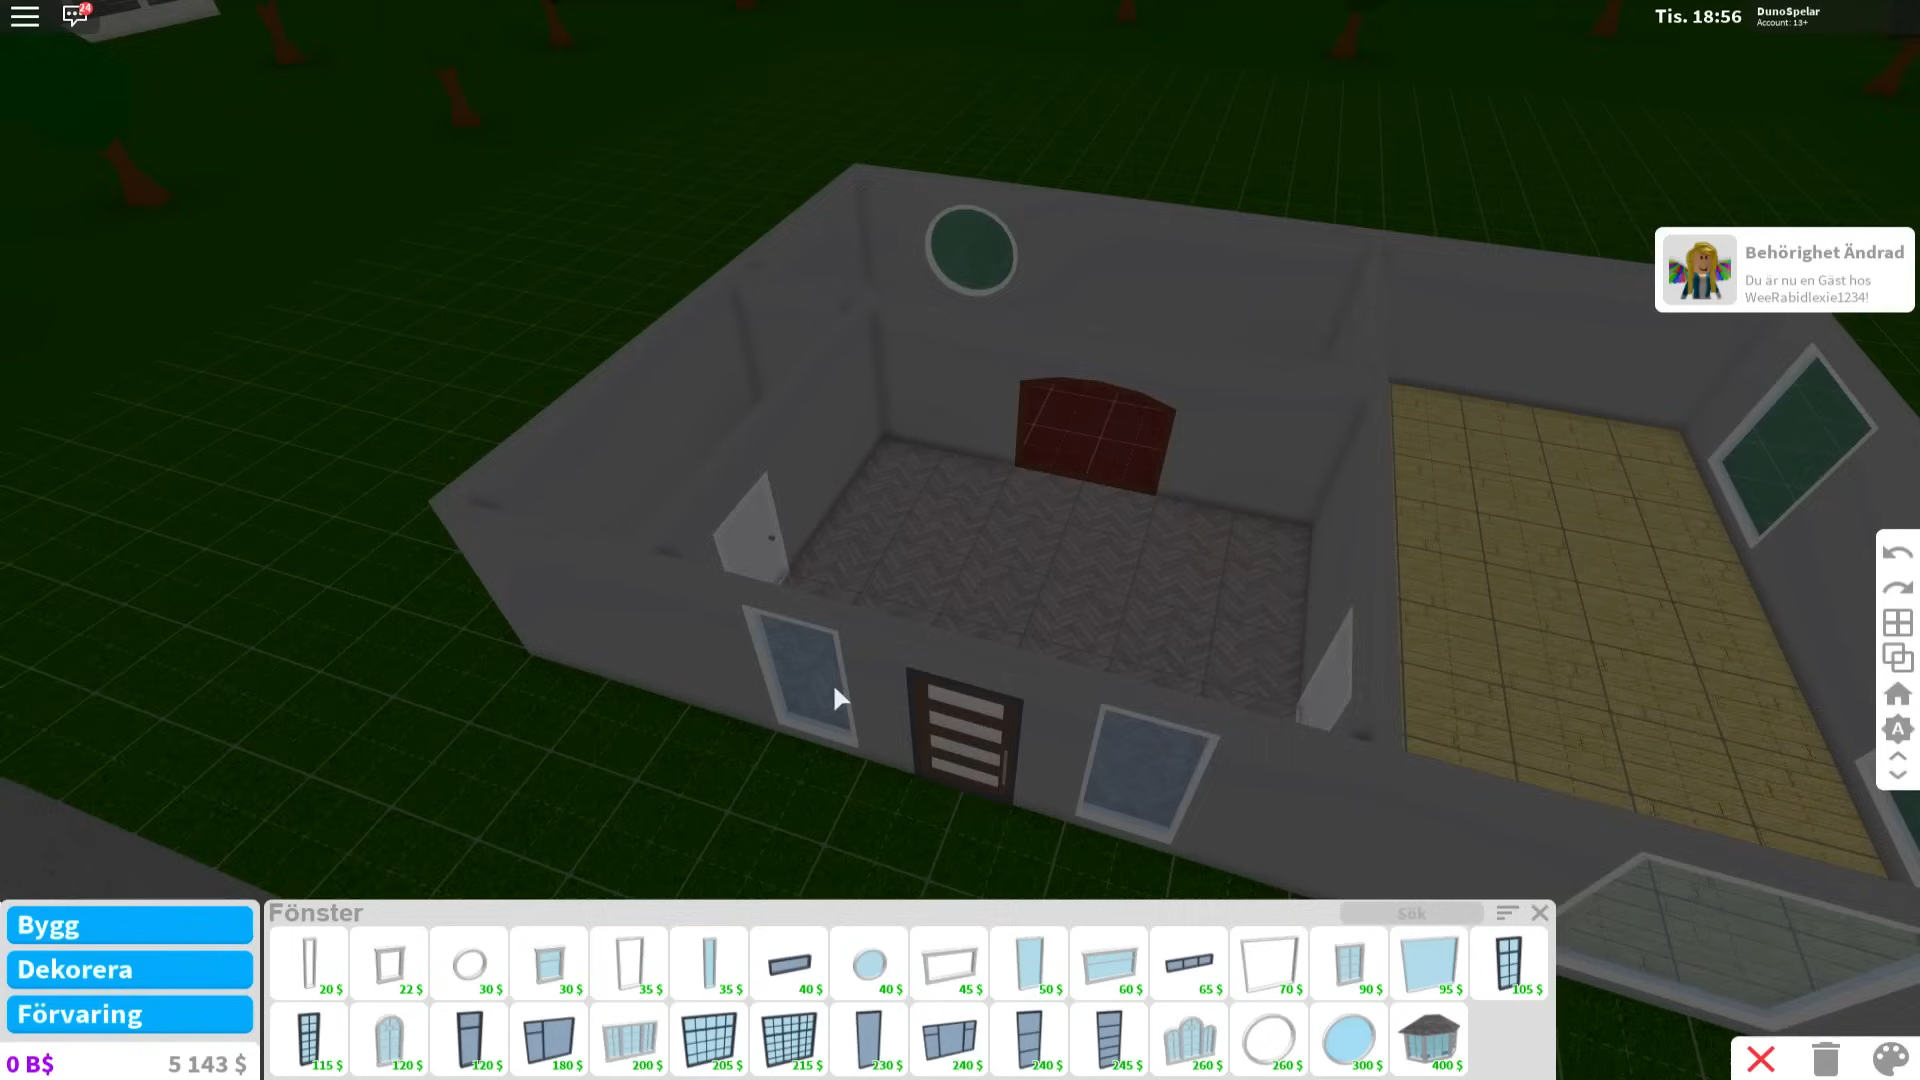 24
Tis. 18:56
DunoSpelar
Account: 13+
Behörighet Ändrad
Du är nu en Gäst hos
WeeRabidlexie1234!
A
Bygg
Dekorera
Förvaring
0 B$ 5 143 $
Fönster Sök
20 $ 22 $ 30 $ 30 $ 35 $ 35 $ 40 $ 40 $ 45 $ 50 $ 60 $ 65 $ 70 $ 90 $ 95 $ 105 $
115 $ 120 $ 120 $ 180 $ 200 $ 205 $ 215 $ 230 $ 240 $ 240 $ 245 $ 260 $ 260 $ 300 $ 400 $